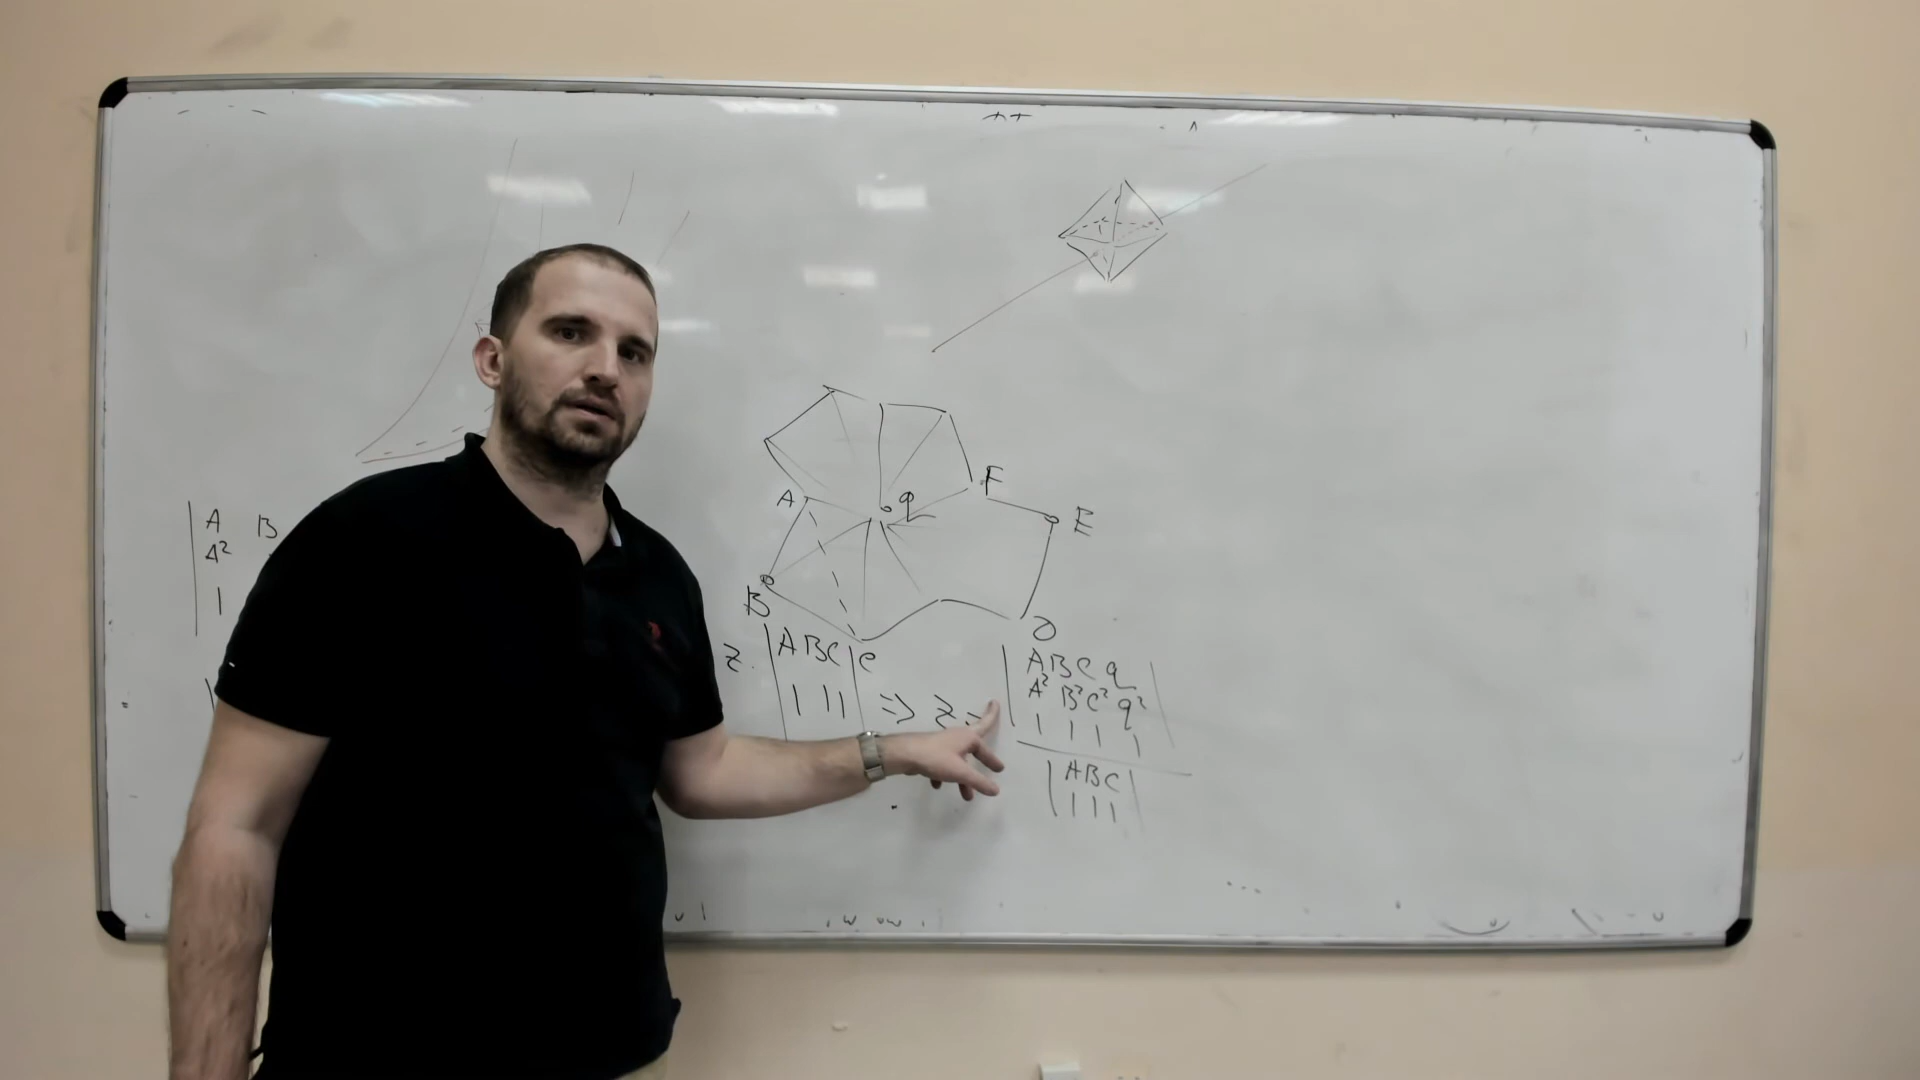 F
A
q
E
B
D
A B
A²
1
z · | A B C | C
1 1 1 => z =
A B C q
A² B² C² q²
1 1 1 1
A B C
1 1 1